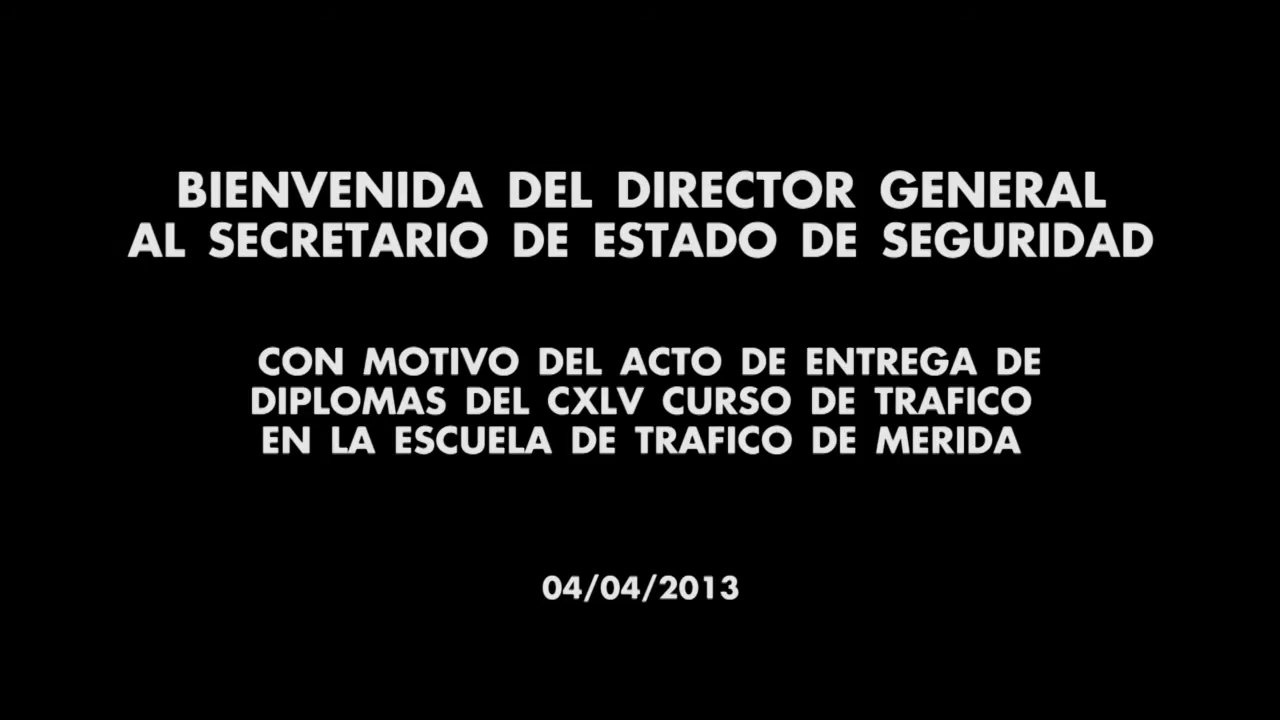 BIENVENIDA DEL DIRECTOR GENERAL
AL SECRETARIO DE ESTADO DE SEGURIDAD
CON MOTIVO DEL ACTO DE ENTREGA DE
DIPLOMAS DEL CXLV CURSO DE TRAFICO
EN LA ESCUELA DE TRAFICO DE MERIDA
04/04/2013